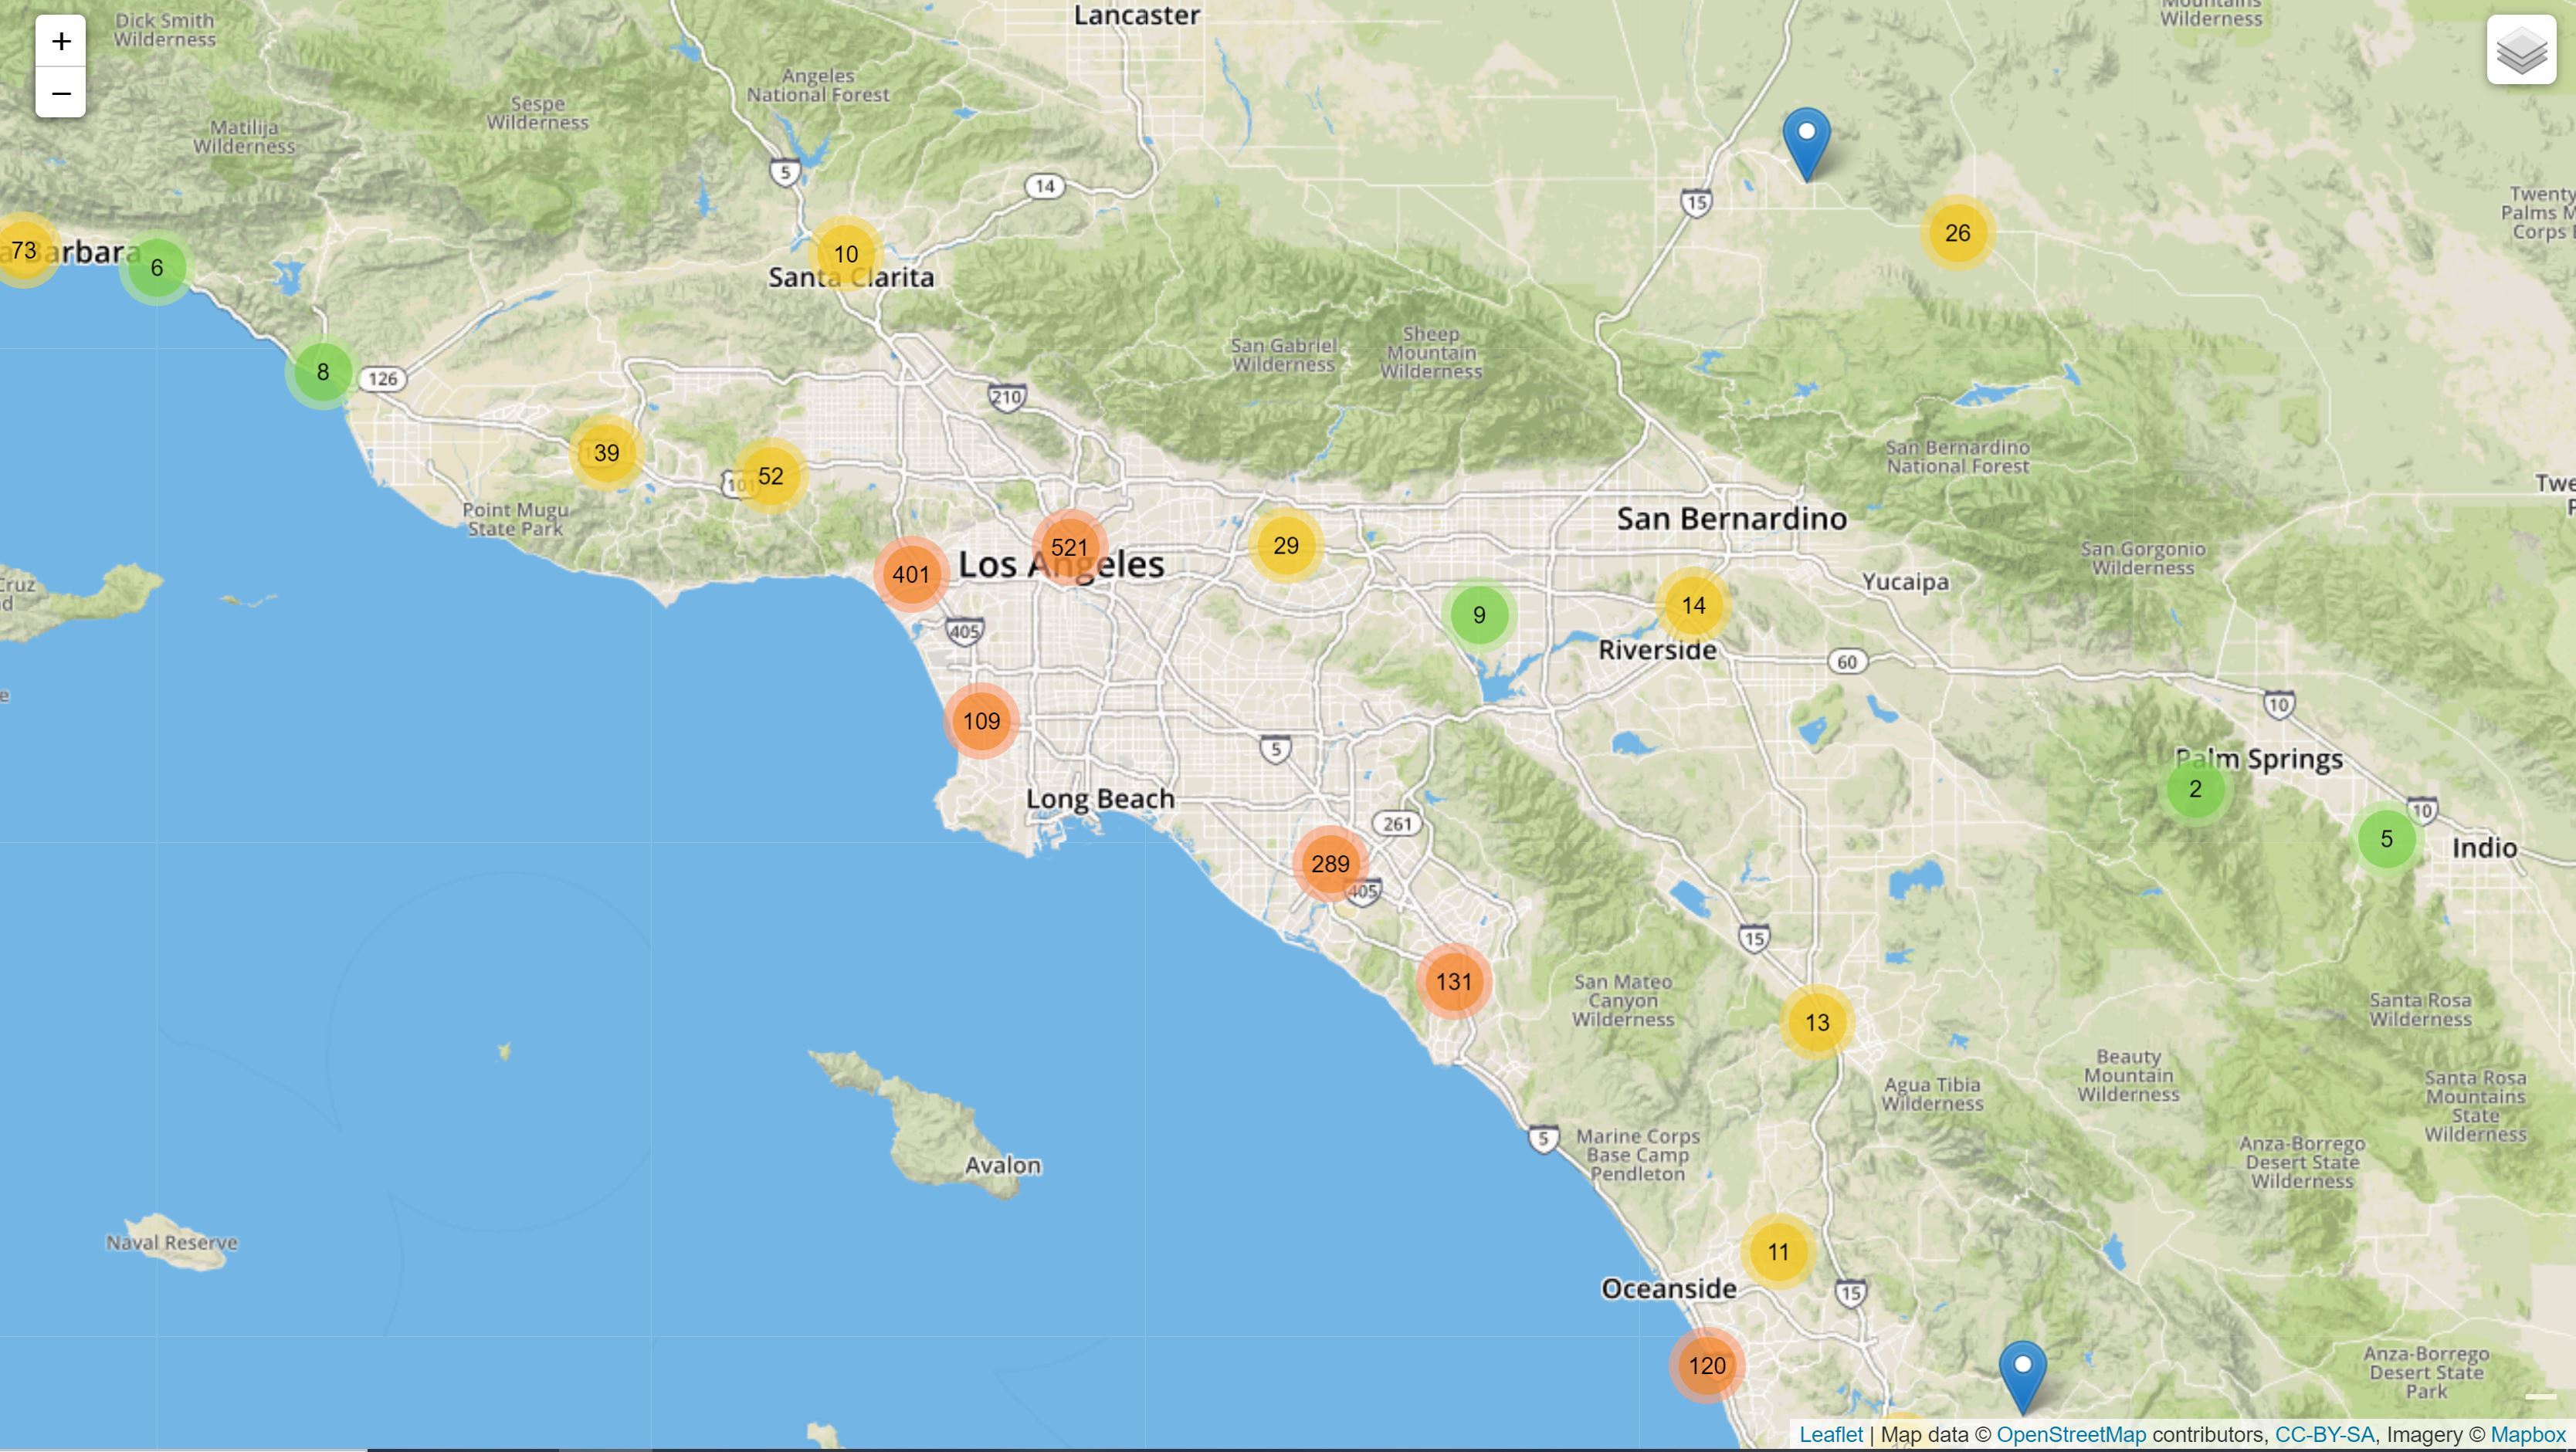 Dick Smith
Wilderness
Lancaster
Mountains
Wilderness
+
−
Angeles
National Forest
Sespe
Wilderness
Matilija
Wilderness
5
14
15
Twenty
Palms M
Corps
73
a Barbara
6
10
Santa Clarita
26
8
126
210
San Gabriel
Wilderness
Sheep
Mountain
Wilderness
39
101
52
San Bernardino
National Forest
Twe
P
Point Mugu
State Park
San Bernardino
521
29
Los Angeles
401
San Gorgonio
Wilderness
Yucaipa
Cruz
nd
9
14
405
Riverside
60
e
10
109
5
Palm Springs
2
Long Beach
10
261
5
Indio
289
405
15
131
San Mateo
Canyon
Wilderness
13
Santa Rosa
Wilderness
Beauty
Mountain
Wilderness
Agua Tibia
Wilderness
Santa Rosa
Mountains
State
Wilderness
5
Marine Corps
Base Camp
Pendleton
Anza-Borrego
Desert State
Wilderness
Avalon
Naval Reserve
11
Oceanside
15
120
Anza-Borrego
Desert State
Park
Leaflet | Map data © OpenStreetMap contributors, CC-BY-SA, Imagery © Mapbox